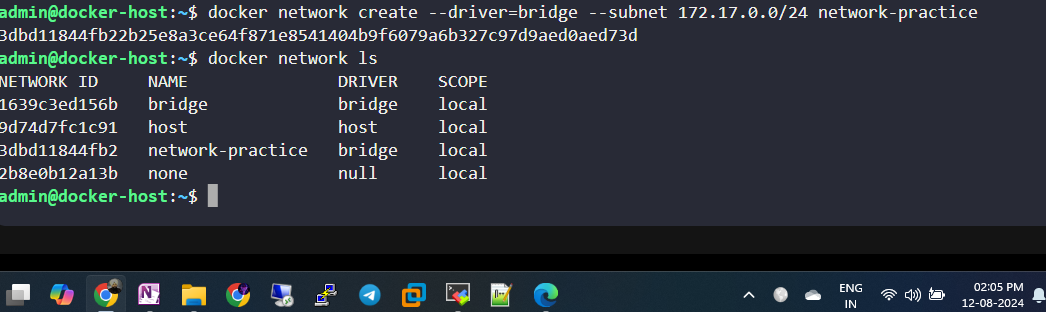 admin@docker-host:~$ docker network create --driver=bridge --subnet 172.17.0.0/24 network-practice
3dbd11844fb22b25e8a3ce64f871e8541404b9f6079a6b327c97d9aed0aed73d
admin@docker-host:~$ docker network ls
NETWORK ID     NAME               DRIVER    SCOPE
1639c3ed156b   bridge             bridge    local
9d74d7fc1c91   host               host      local
3dbd11844fb2   network-practice   bridge    local
2b8e0b12a13b   none               null      local
admin@docker-host:~$
ENG
IN
02:05 PM
12-08-2024